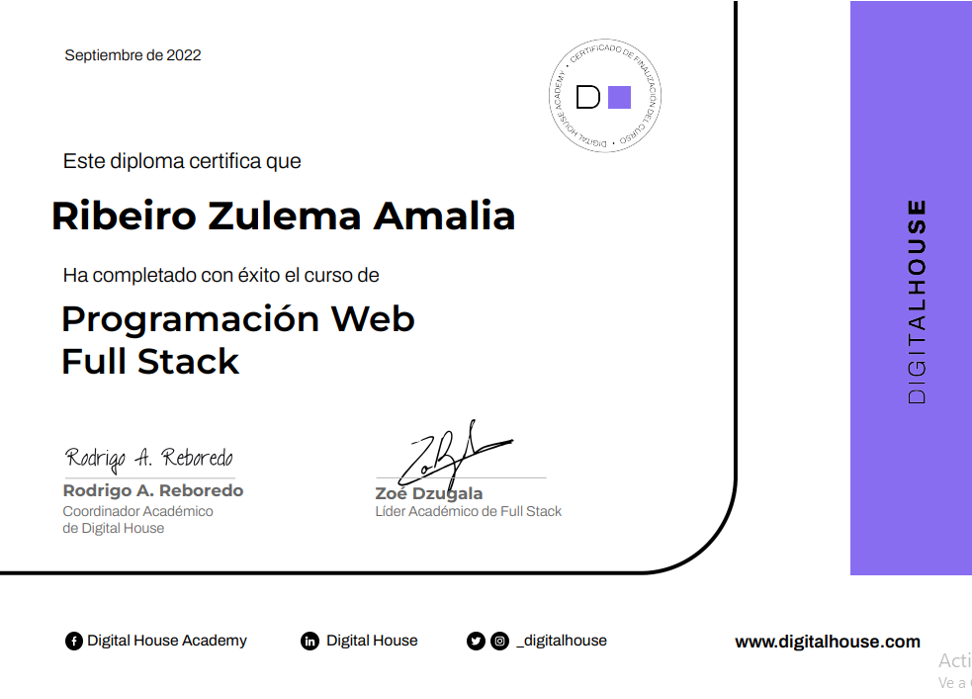 Septiembre de 2022
DIGITAL HOUSE ACADEMY • CERTIFICADO DE FINALIZACIÓN DEL CURSO •
D
Este diploma certifica que
Ribeiro Zulema Amalia
Ha completado con éxito el curso de
Programación Web
Full Stack
Rodrigo A. Reboredo
Rodrigo A. Reboredo
Coordinador Académico
de Digital House
Zoé Dzugala
Líder Académico de Full Stack
DIGITALHOUSE
Digital House Academy
Digital House
_digitalhouse
www.digitalhouse.com
Acti
Ve a